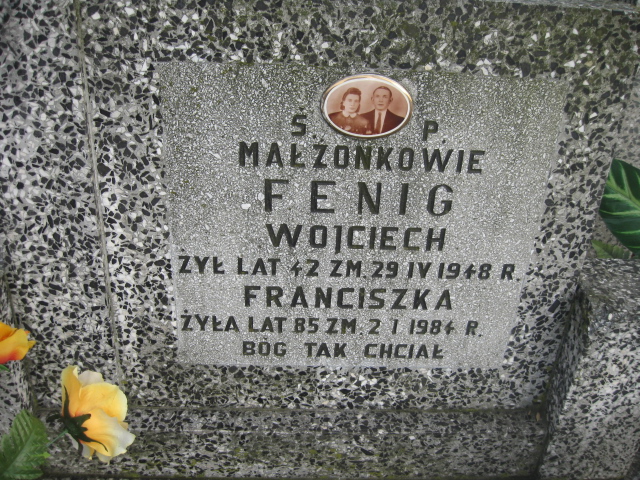 Ś. P.
MAŁŻONKOWIE
FENIG
WOJCIECH
ŻYŁ LAT 42 ZM. 29 IV 1948 R.
FRANCISZKA
ŻYŁA LAT 85 ZM. 2 I 1984 R.
BÓG TAK CHCIAŁ